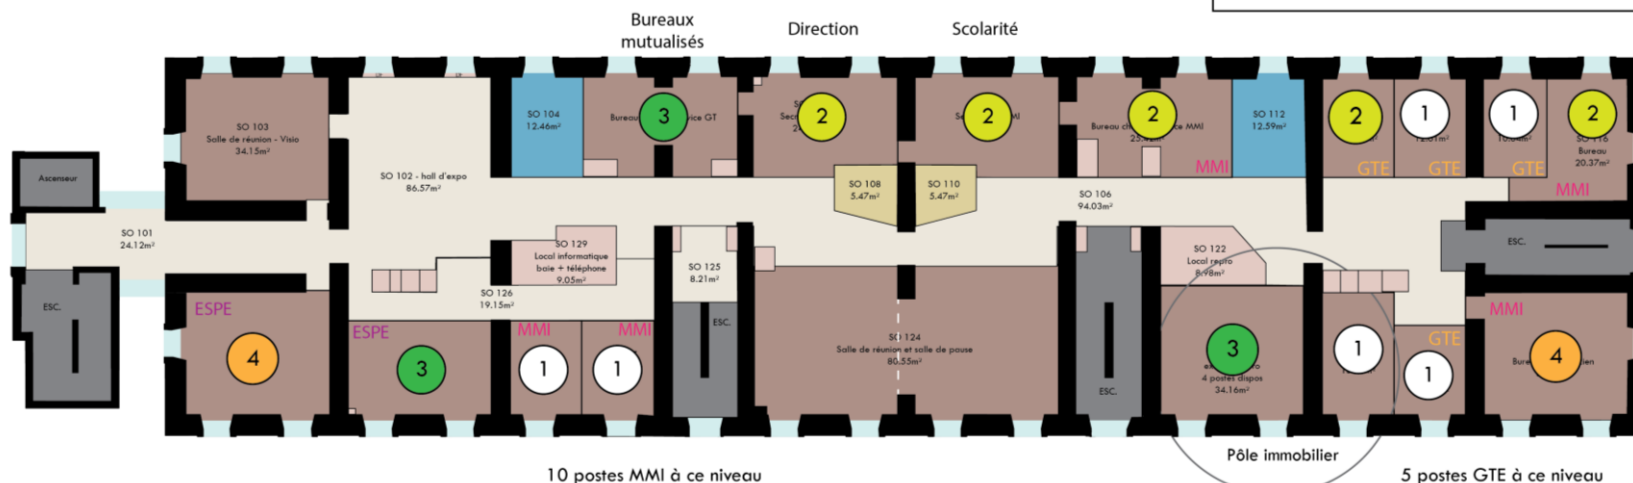 Bureaux
mutualisés
Direction
Scolarité
SO 103
Salle de réunion - Visio
34.15m²
SO 102 - hall d'expo
86.57m²
SO 104
12.46m²
3
2
2
2
MMI
SO 112
12.59m²
2
GTE
1
GTE
1
GTE
2
Bureau
20.37m²
MMI
Ascenseur
SO 101
24.12m²
ESC.
SO 108
5.47m²
SO 110
5.47m²
SO 106
94.03m²
ESC.
SO 129
Local informatique
baie + téléphone
9.05m²
SO 125
8.21m²
SO 122
Local repro
8.98m²
SO 126
19.15m²
ESC.
ESPE
4
ESPE
3
MMI
1
MMI
1
Salle de réunion et salle de pause
80.55m²
ESC.
3
4 postes dispos
34.16m²
1
GTE
1
MMI
4
Pôle immobilier
10 postes MMI à ce niveau
5 postes GTE à ce niveau